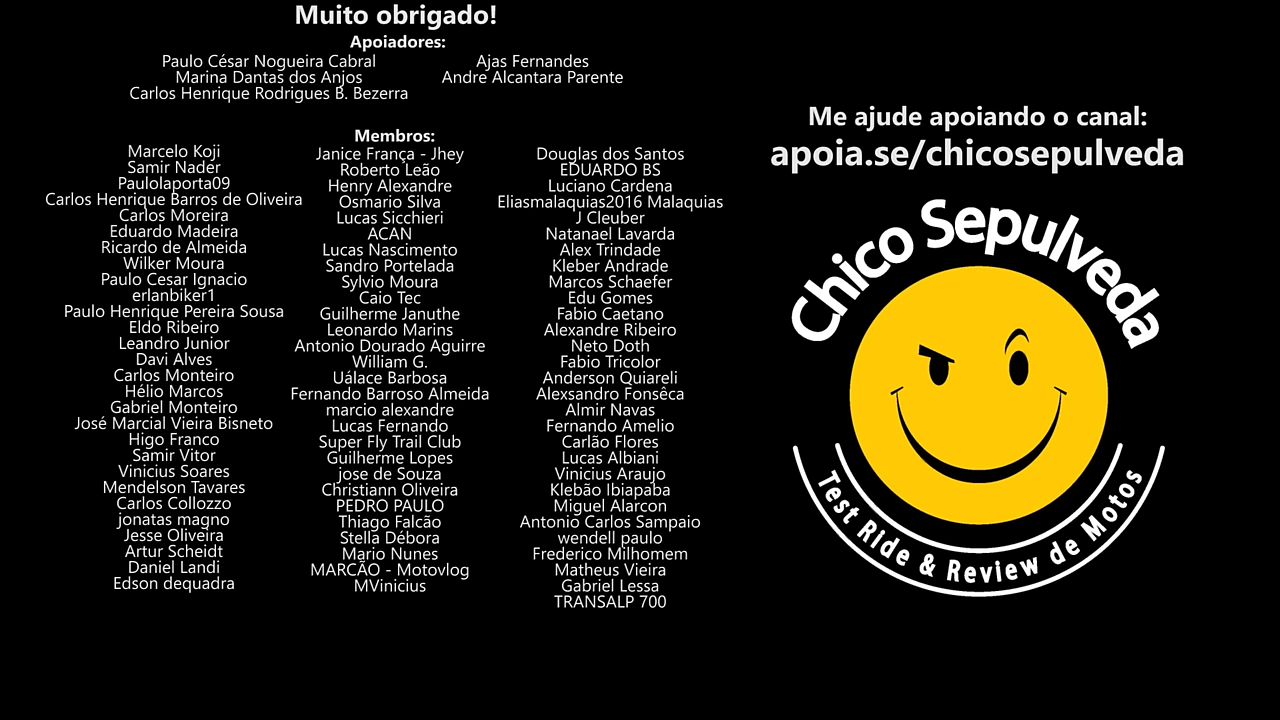 Muito obrigado!
Apoiadores:
Paulo César Nogueira Cabral
Marina Dantas dos Anjos
Carlos Henrique Rodrigues B. Bezerra
Ajas Fernandes
Andre Alcantara Parente
Membros:
Marcelo Koji
Samir Nader
Paulolaporta09
Carlos Henrique Barros de Oliveira
Carlos Moreira
Eduardo Madeira
Ricardo de Almeida
Wilker Moura
Paulo Cesar Ignacio
erlanbiker1
Paulo Henrique Pereira Sousa
Eldo Ribeiro
Leandro Junior
Davi Alves
Carlos Monteiro
Hélio Marcos
Gabriel Monteiro
José Marcial Vieira Bisneto
Higo Franco
Samir Vitor
Vinicius Soares
Mendelson Tavares
Carlos Collozzo
jonatas magno
Jesse Oliveira
Artur Scheidt
Daniel Landi
Edson dequadra
Janice França - Jhey
Roberto Leão
Henry Alexandre
Osmario Silva
Lucas Sicchieri
ACAN
Lucas Nascimento
Sandro Portelada
Sylvio Moura
Caio Tec
Guilherme Januthe
Leonardo Marins
Antonio Dourado Aguirre
William G.
Uálace Barbosa
Fernando Barroso Almeida
marcio alexandre
Lucas Fernando
Super Fly Trail Club
Guilherme Lopes
jose de Souza
Christiann Oliveira
PEDRO PAULO
Thiago Falcão
Stella Débora
Mario Nunes
MARCÃO - Motovlog
MVinicius
Douglas dos Santos
EDUARDO BS
Luciano Cardena
Eliasmalaquias2016 Malaquias
J Cleuber
Natanael Lavarda
Alex Trindade
Kleber Andrade
Marcos Schaefer
Edu Gomes
Fabio Caetano
Alexandre Ribeiro
Neto Doth
Fabio Tricolor
Anderson Quiareli
Alexsandro Fonsêca
Almir Navas
Fernando Amelio
Carlão Flores
Lucas Albiani
Vinicius Araujo
Klebão Ibiapaba
Miguel Alarcon
Antonio Carlos Sampaio
wendell paulo
Frederico Milhomem
Matheus Vieira
Gabriel Lessa
TRANSALP 700
Me ajude apoiando o canal:
apoia.se/chicosepulveda
Chico Sepulveda
Test Ride & Review de Motos